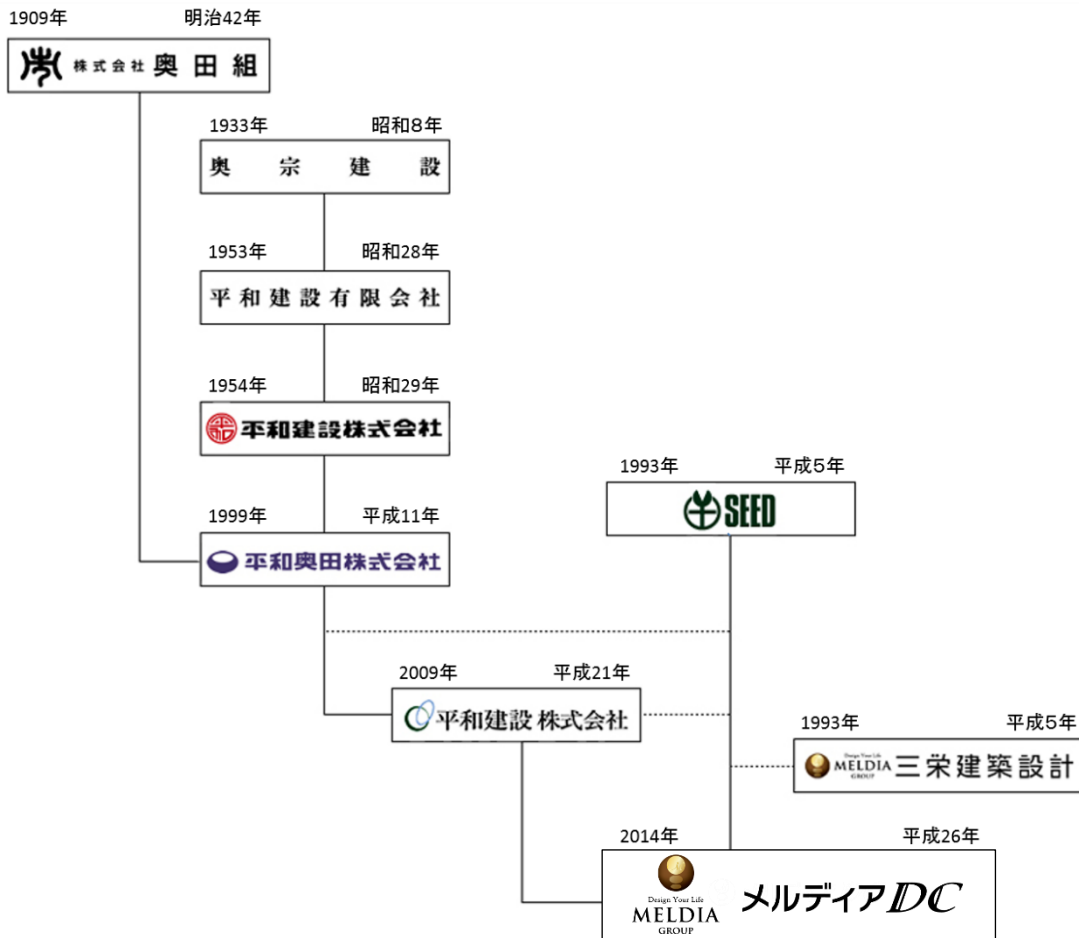 1909年 明治42年
株式会社 奥田組
1933年 昭和8年
奥宗建設
1953年 昭和28年
平和建設有限会社
1954年 昭和29年
平和建設株式会社
1993年 平成5年
SEED
1999年 平成11年
平和奥田株式会社
2009年 平成21年
平和建設 株式会社
1993年 平成5年
Design Your Life
MELDIA
GROUP
三栄建築設計
2014年 平成26年
Design Your Life
MELDIA
GROUP
メルディアDC